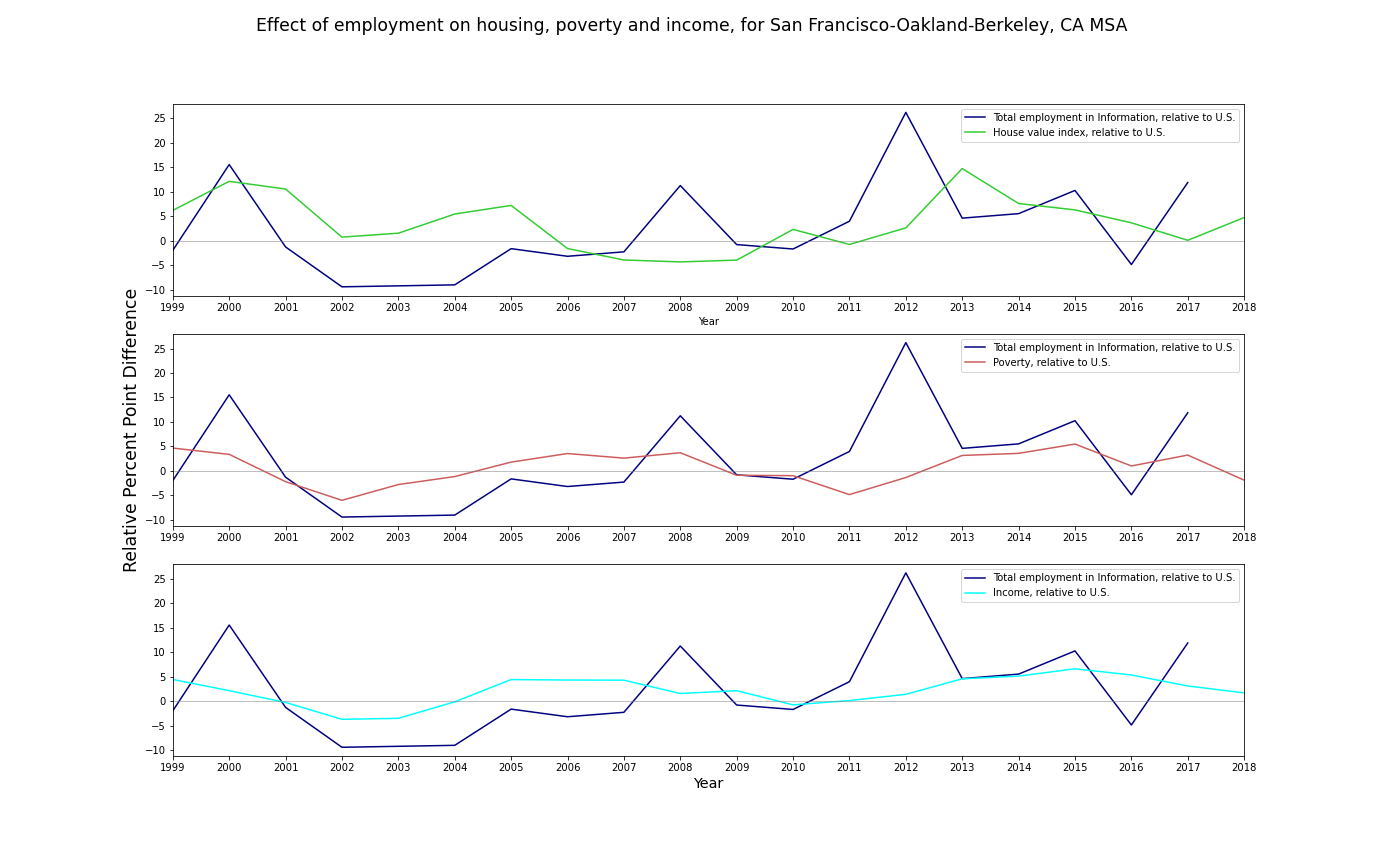 Effect of employment on housing, poverty and income, for San Francisco-Oakland-Berkeley, CA MSA
Relative Percent Point Difference
25
20
15
10
5
0
−5
−10
Total employment in Information, relative to U.S.
House value index, relative to U.S.
1999 2000 2001 2002 2003 2004 2005 2006 2007 2008 2009 2010 2011 2012 2013 2014 2015 2016 2017 2018
Year
25
20
15
10
5
0
−5
−10
Total employment in Information, relative to U.S.
Poverty, relative to U.S.
1999 2000 2001 2002 2003 2004 2005 2006 2007 2008 2009 2010 2011 2012 2013 2014 2015 2016 2017 2018
25
20
15
10
5
0
−5
−10
Total employment in Information, relative to U.S.
Income, relative to U.S.
1999 2000 2001 2002 2003 2004 2005 2006 2007 2008 2009 2010 2011 2012 2013 2014 2015 2016 2017 2018
Year